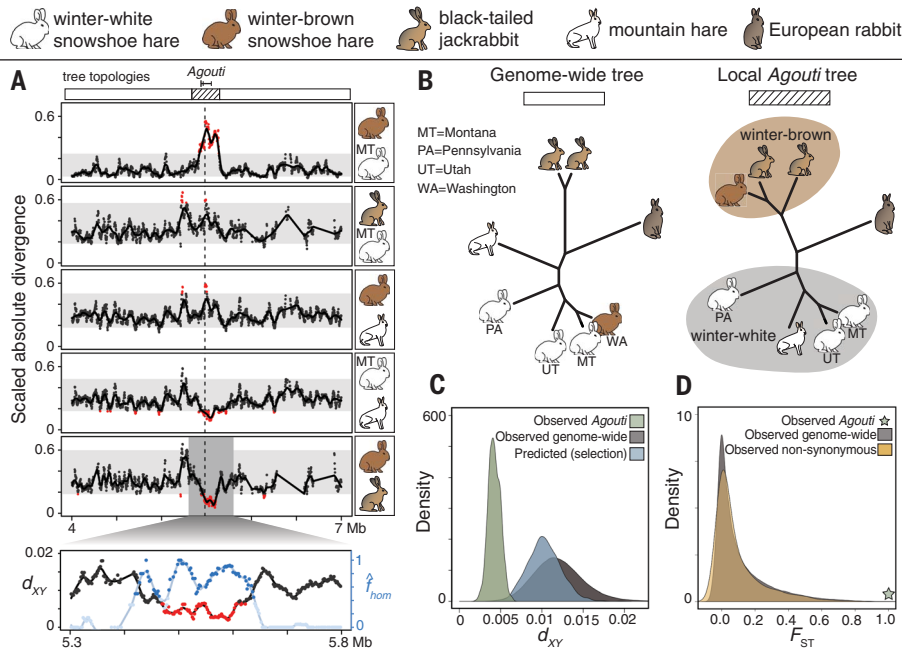 winter-white
snowshoe hare
winter-brown
snowshoe hare
black-tailed
jackrabbit
mountain hare
European rabbit
A
tree topologies
Agouti
Scaled absolute divergence
0.6
0
MT
0.6
0
MT
0.6
0
0.6
0
MT
0.6
0
4
7 Mb
0.02
0
dXY
1
0
f̂hom
5.3
5.8 Mb
B
Genome-wide tree
MT=Montana
PA=Pennsylvania
UT=Utah
WA=Washington
PA
UT
MT
WA
Local Agouti tree
winter-brown
winter-white
PA
UT
MT
C
600
0
Density
Observed Agouti
Observed genome-wide
Predicted (selection)
0
0.005
0.01
0.015
0.02
dXY
D
10
0
Density
Observed Agouti
Observed genome-wide
Observed non-synonymous
0.0
0.2
0.4
0.6
0.8
1.0
FST